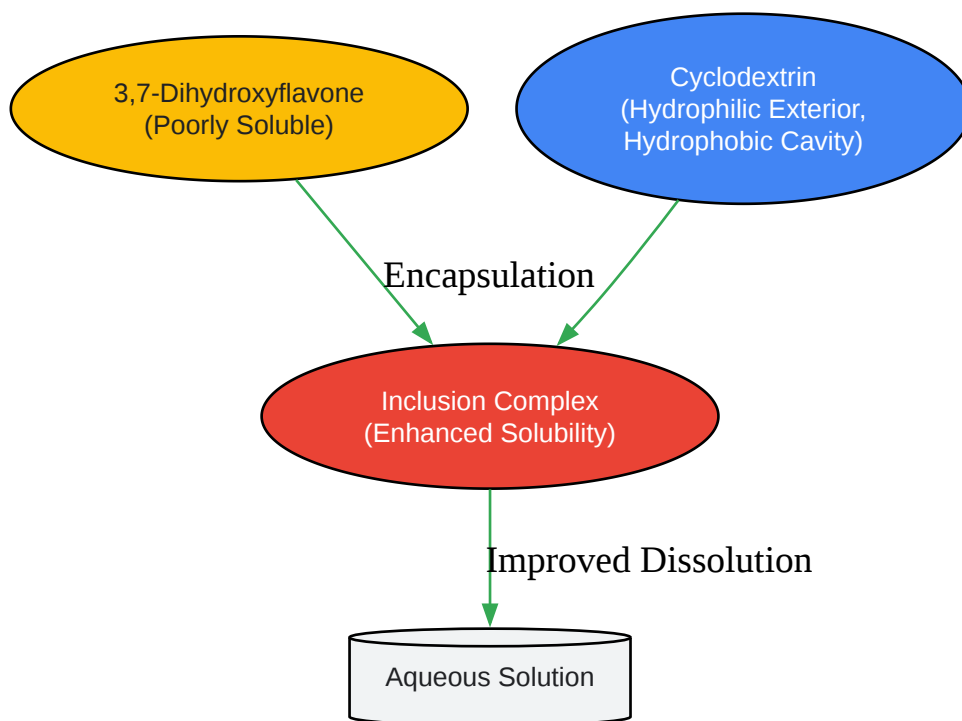 3,7-Dihydroxyflavone
(Poorly Soluble)
Cyclodextrin
(Hydrophilic Exterior,
Hydrophobic Cavity)
Encapsulation
Inclusion Complex
(Enhanced Solubility)
Improved Dissolution
Aqueous Solution